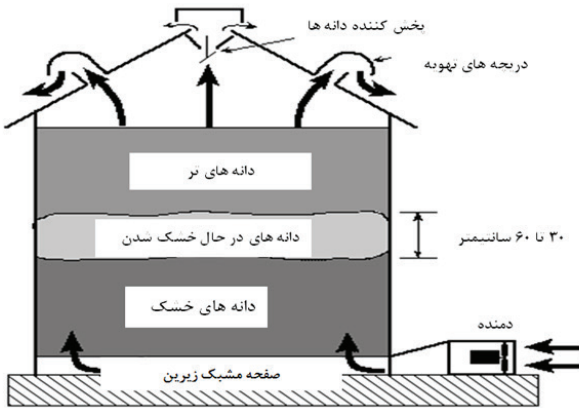 پخش کننده دانه ها
دریچه های تهویه
دانه های تر
دانه های در حال خشک شدن
۳۰ تا ۶۰ سانتیمتر
دانه های خشک
دمنده
صفحه مشبک زیرین